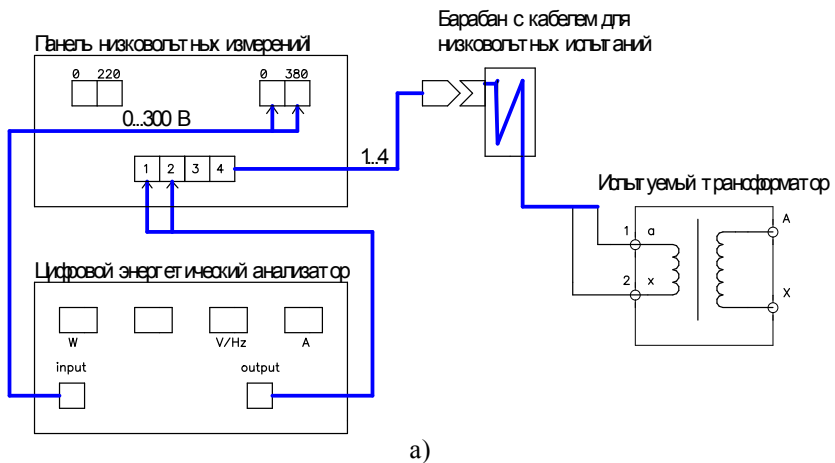 Барабан с кабелем для
низковольтных испытаний
Панель низковольтных измерений
0 220
0 380
0...300 В
1 2 3 4
1...4
Испытуемый трансформатор
1 a
A
2 x
X
Цифровой энергетический анализатор
W
V/Hz
A
input
output
а)